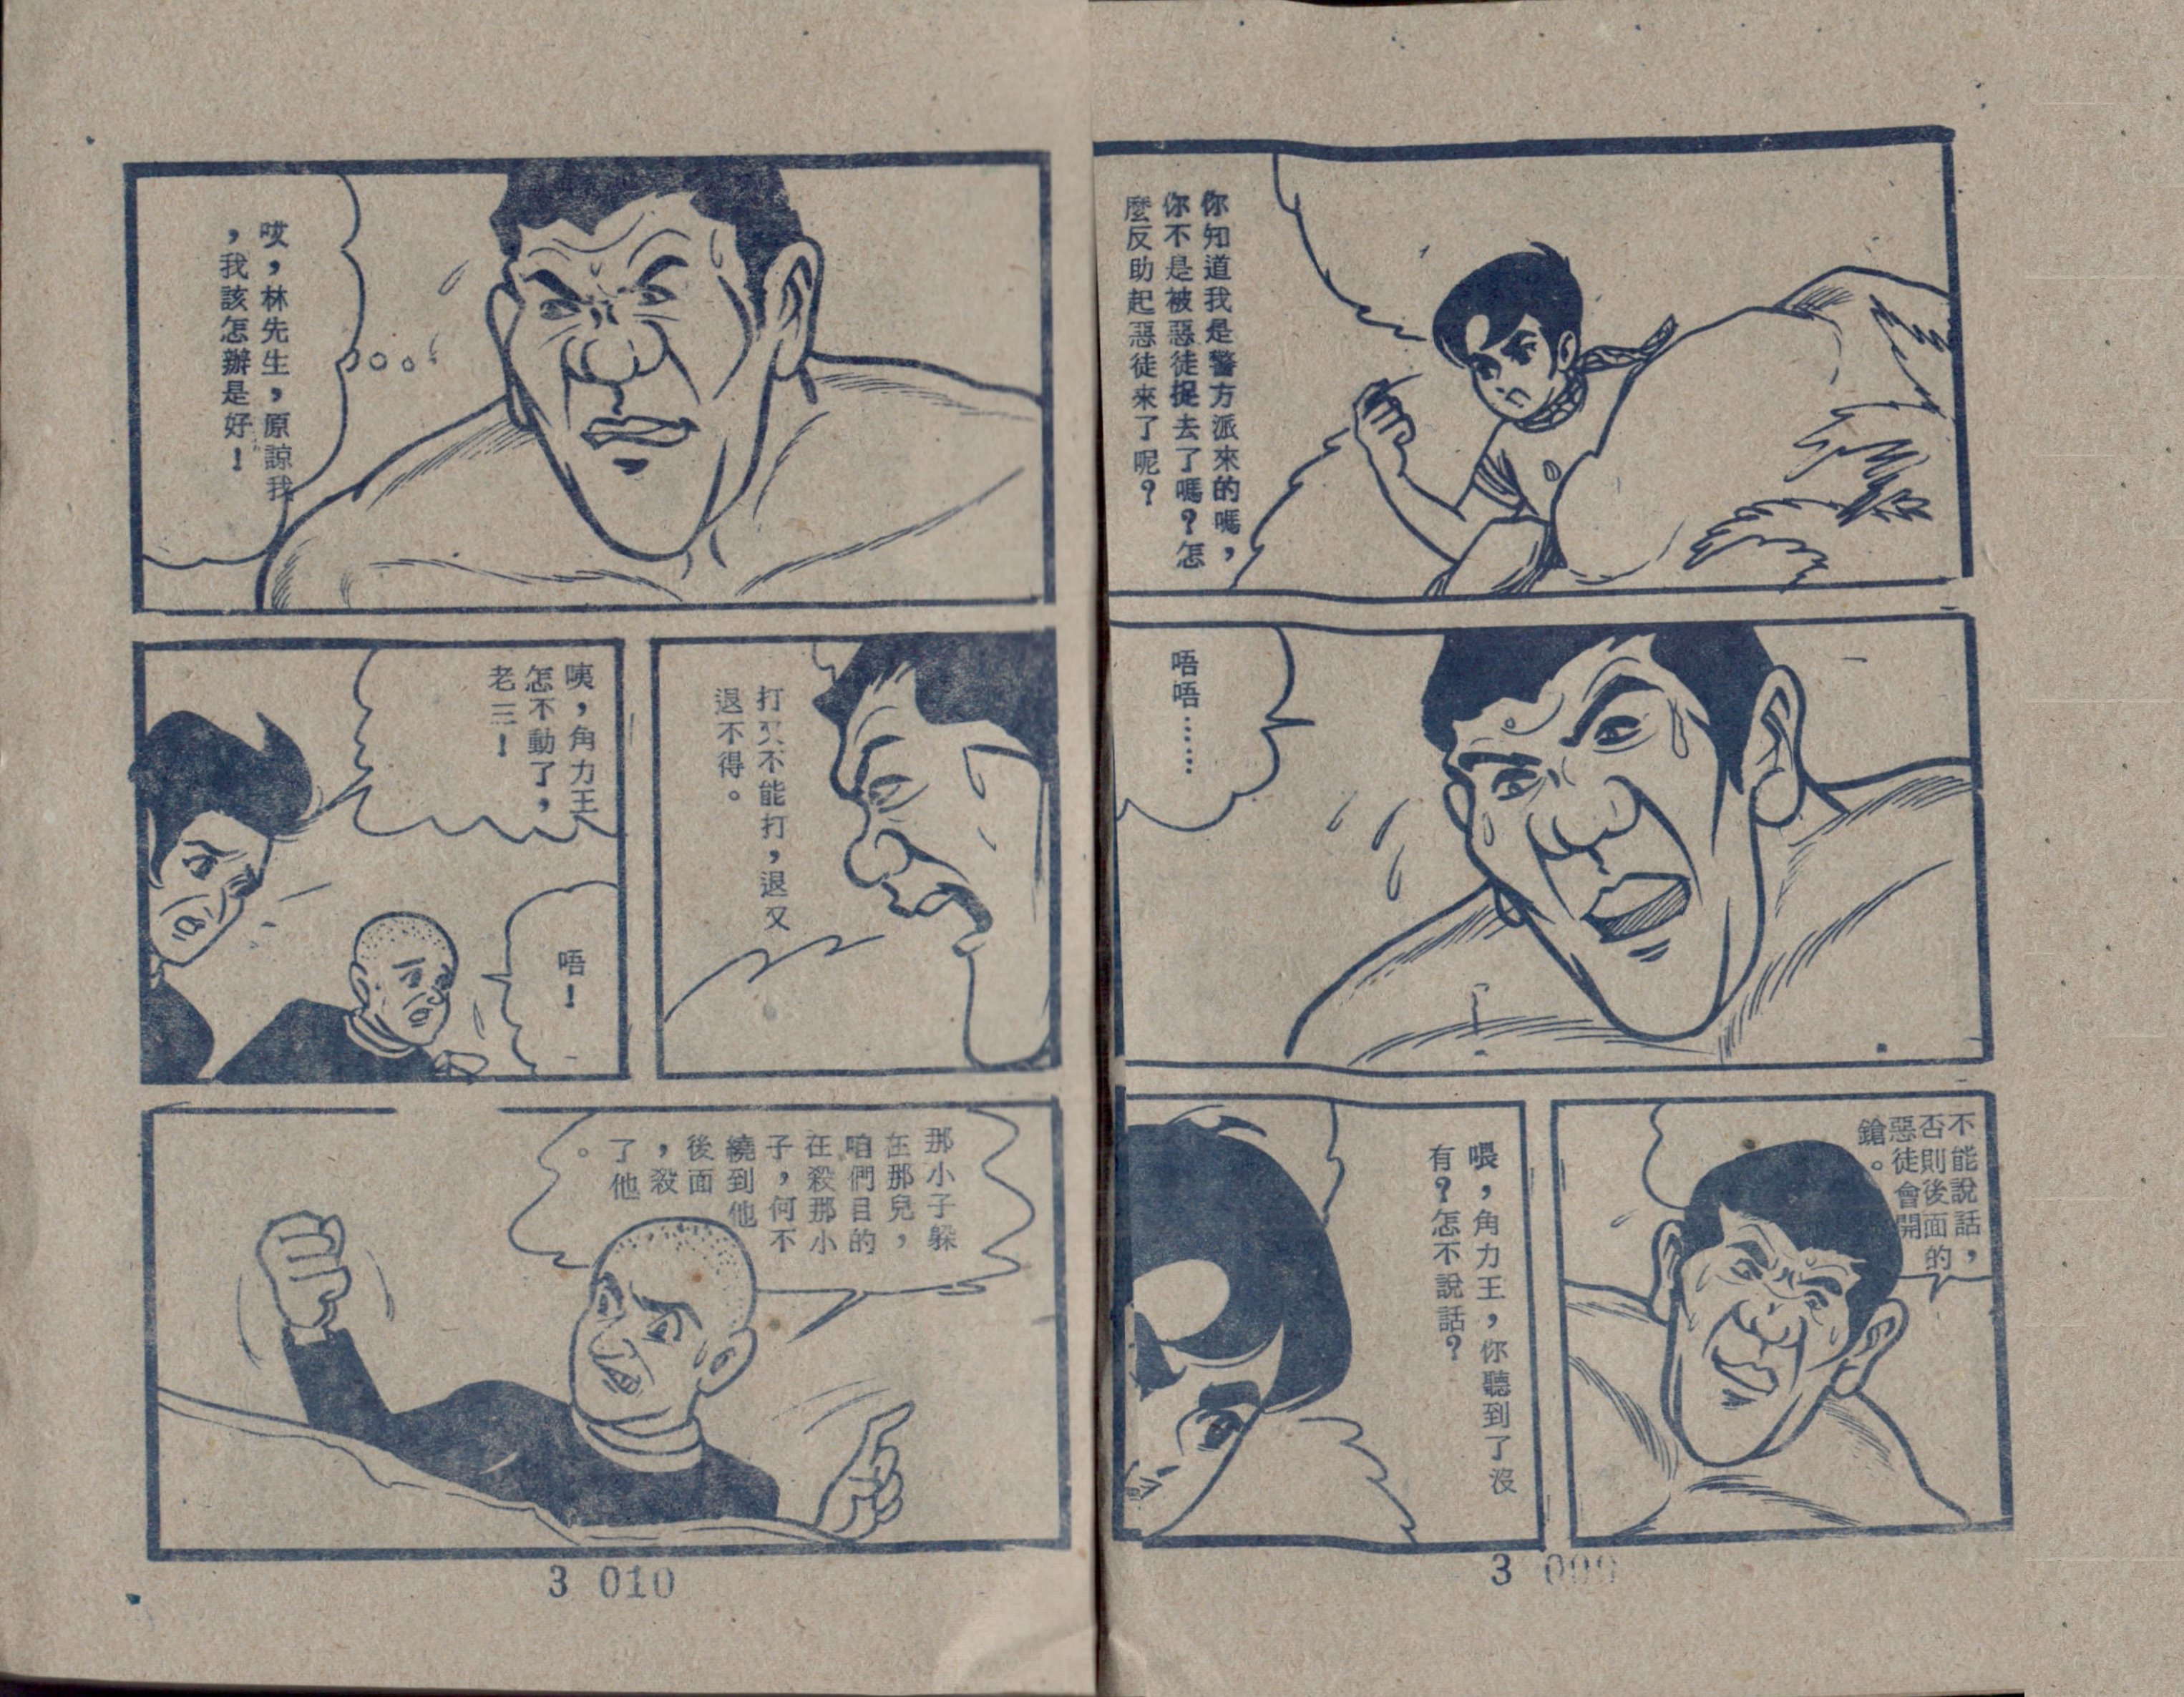 你知道我是警方派來的嗎，
你不是被惡徒捉去了嗎？怎
麼反助起惡徒來了呢？
唔唔……
不能說話，
否則後面的
惡徒會開
鎗。
喂，角力王，你聽到了沒
有？怎不說話？
3 009
哎，林先生，原諒我
，我該怎辦是好！
打又不能打，退又
退不得。
咦，角力王
怎不動了，
老三！
唔！
那小子躲
在那兒，
咱們目的
在殺那小
子，何不
繞到他
後面
，殺
了他
。
3 010